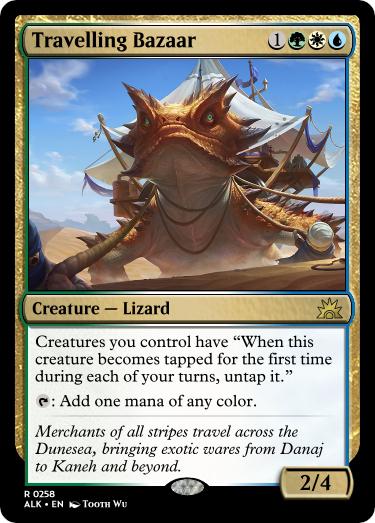 Travelling Bazaar 1
Creature — Lizard
Creatures you control have “When this
creature becomes tapped for the first time
during each of your turns, untap it.”
: Add one mana of any color.
Merchants of all stripes travel across the
Dunesea, bringing exotic wares from Danaj
to Kaneh and beyond.
2/4
R 0258
ALK • EN Tooth Wu